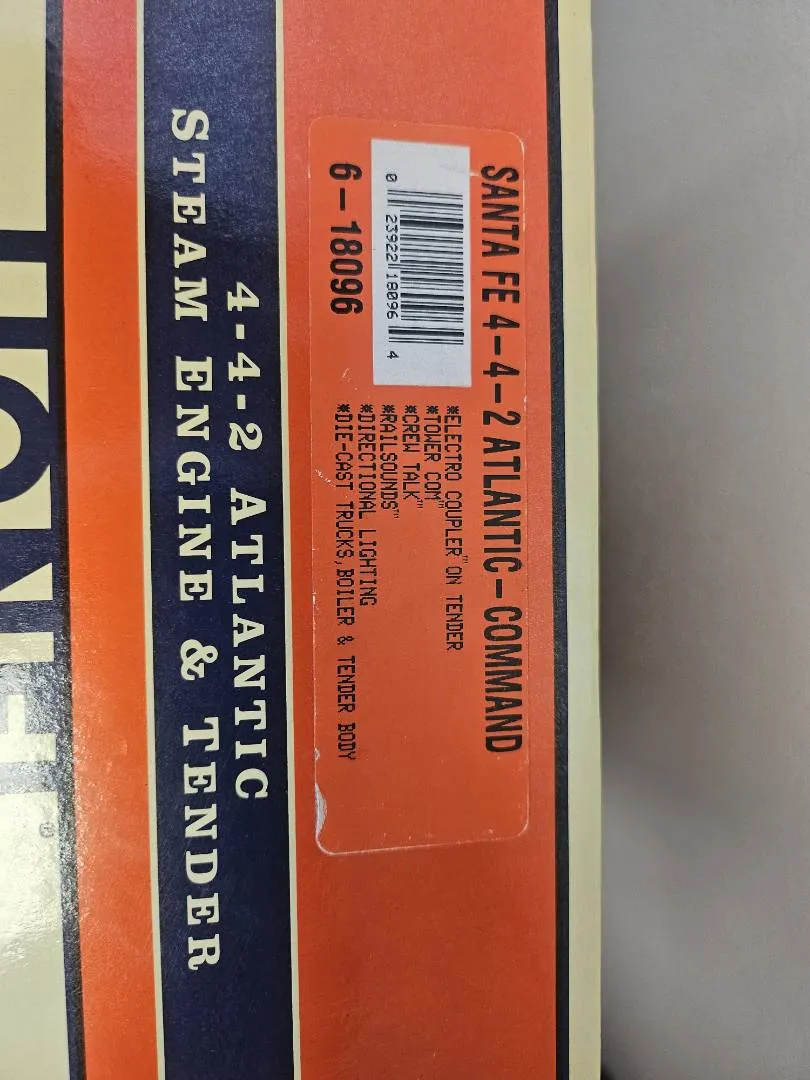 4-4-2 ATLANTIC
STEAM ENGINE & TENDER
SANTA FE 4-4-2 ATLANTIC-COMMAND
0 23922 18096 4
6-18096
*ELECTRO COUPLER™ ON TENDER
*TOWER COM™
*CREW TALK™
*RAILSOUNDS™
*DIRECTIONAL LIGHTING
*DIE-CAST TRUCKS, BOILER & TENDER BODY